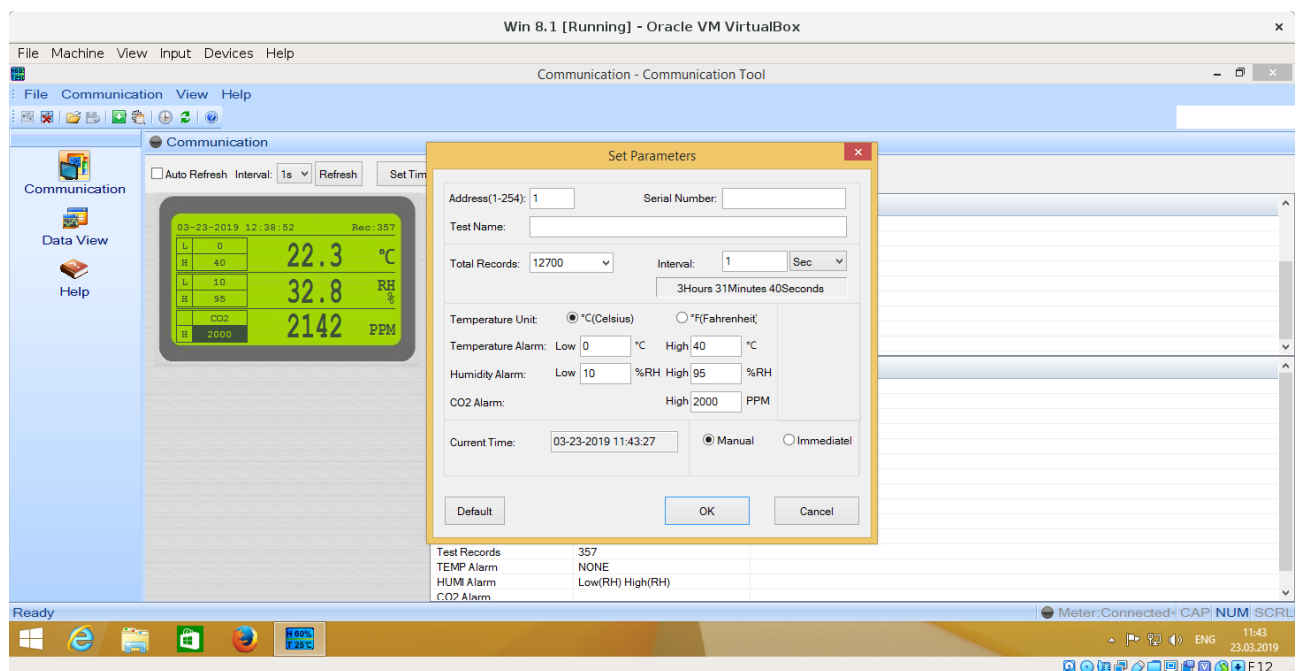 Win 8.1 [Running] - Oracle VM VirtualBox
File Machine View Input Devices Help
Communication - Communication Tool
File Communication View Help
Communication
Auto Refresh Interval: 1s Refresh Set Tim
Communication
Data View
Help
03-23-2019 12:38:52 Rec:357
L 0
H 40
22.3 °C
L 10
H 95
32.8 RH %
CO2
H 2000
2142 PPM
Set Parameters
Address(1-254): 1 Serial Number:
Test Name:
Total Records: 12700 Interval: 1 Sec
3Hours 31Minutes 40Seconds
Temperature Unit: °C(Celsius) °F(Fahrenheit
Temperature Alarm: Low 0 °C High 40 °C
Humidity Alarm: Low 10 %RH High 95 %RH
CO2 Alarm: High 2000 PPM
Current Time: 03-23-2019 11:43:27 Manual Immediatel
Default OK Cancel
Test Records 357
TEMP Alarm NONE
HUMI Alarm Low(RH) High(RH)
CO2 Alarm
Ready Meter:Connected CAP NUM SCRL
H 60%
T 25℃
ENG 11:43
23.03.2019
F12